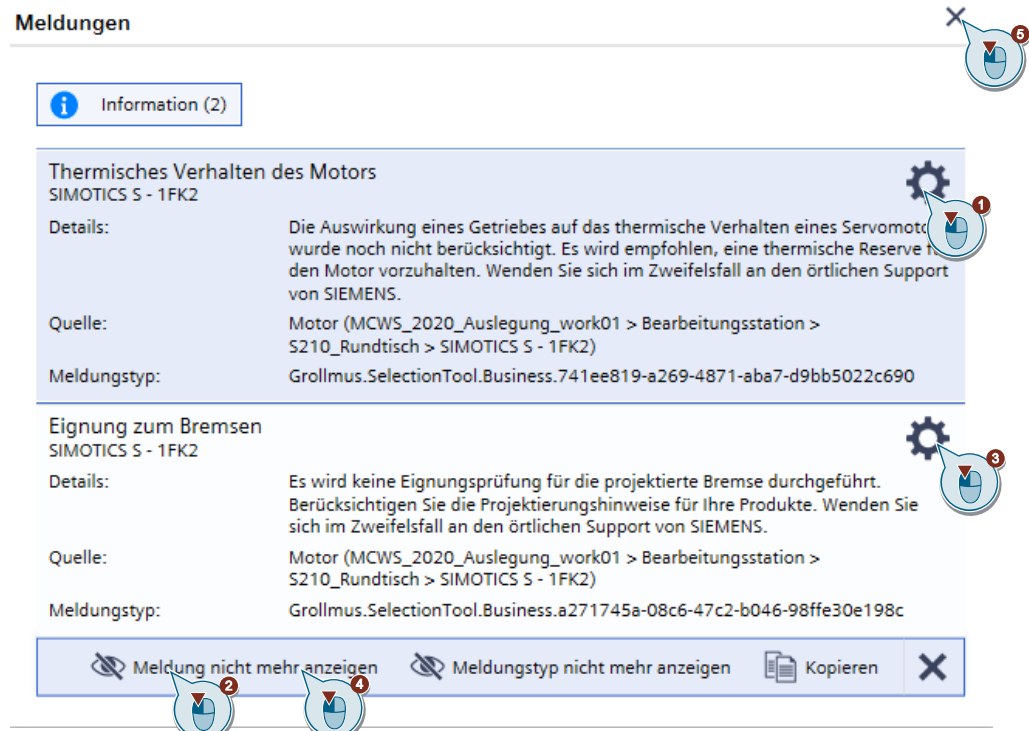 Meldungen
5
Information (2)
Thermisches Verhalten des Motors
SIMOTICS S - 1FK2
1
Details:
Die Auswirkung eines Getriebes auf das thermische Verhalten eines
wurde noch nicht berücksichtigt. Es wird empfohlen, eine thermische Reserve
den Motor vorzuhalten. Wenden Sie sich im Zweifelsfall an den örtlichen Support
von SIEMENS.
Quelle:
Motor (MCWS_2020_Auslegung_work01 > Bearbeitungsstation >
S210_Rundtisch > SIMOTICS S - 1FK2)
Meldungstyp:
Grollmus.SelectionTool.Business.741ee819-a269-4871-aba7-d9bb5022c690
Eignung zum Bremsen
SIMOTICS S - 1FK2
3
Details:
Es wird keine Eignungsprüfung für die projektierte Bremse durchgeführt.
Berücksichtigen Sie die Projektierungshinweise für Ihre Produkte. Wenden Sie
sich im Zweifelsfall an den örtlichen Support von SIEMENS.
Quelle:
Motor (MCWS_2020_Auslegung_work01 > Bearbeitungsstation >
S210_Rundtisch > SIMOTICS S - 1FK2)
Meldungstyp:
Grollmus.SelectionTool.Business.a271745a-08c6-47c2-b046-98ffe30e198c
Meldung nicht mehr anzeigen
Meldungstyp nicht mehr anzeigen
Kopieren
2
4